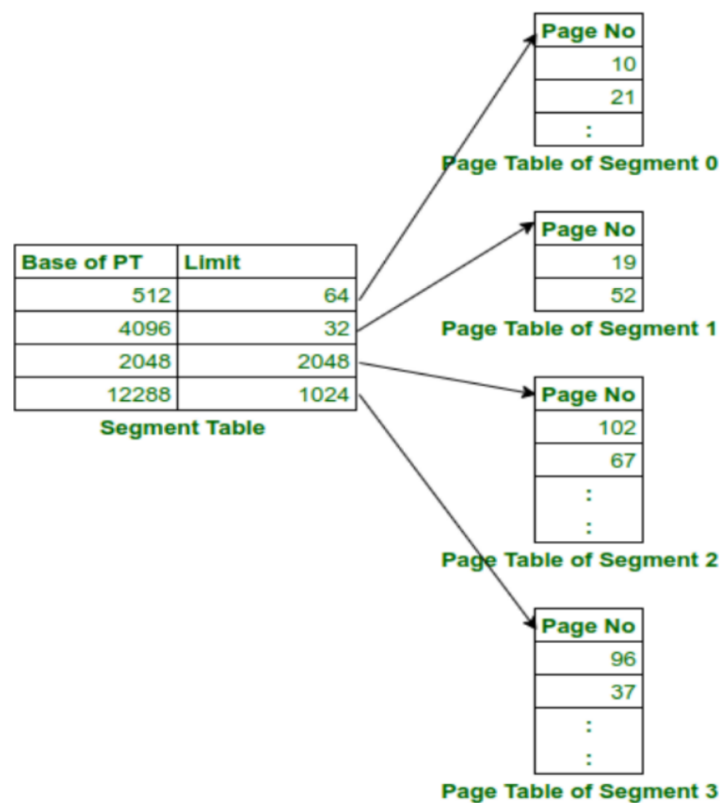 Page No
10
21
:
Page Table of Segment 0
Base of PT Limit
512 64
4096 32
2048 2048
12288 1024
Segment Table
Page No
19
52
Page Table of Segment 1
Page No
102
67
:
:
Page Table of Segment 2
Page No
96
37
:
:
Page Table of Segment 3